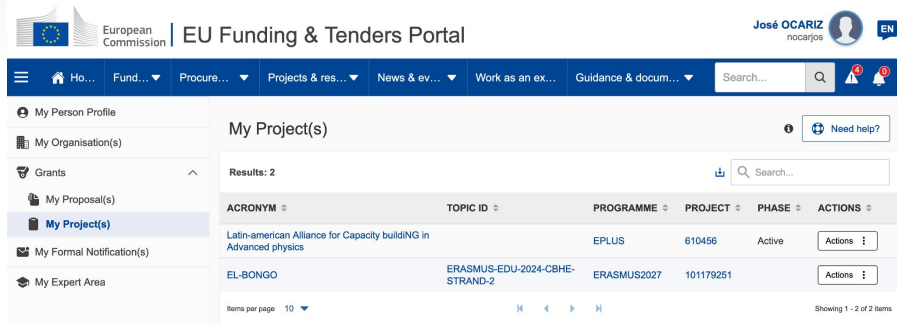 European
Commission
EU Funding & Tenders Portal
José OCARIZ
nocarjos
EN
Ho...
Fund...
Procure...
Projects & res...
News & ev...
Work as an ex...
Guidance & docum...
Search...
4
0
My Person Profile
My Organisation(s)
Grants
My Proposal(s)
My Project(s)
My Formal Notification(s)
My Expert Area
My Project(s)
Need help?
Results: 2
Search...
ACRONYM TOPIC ID PROGRAMME PROJECT PHASE ACTIONS
Latin-american Alliance for Capacity buildiNG in
Advanced physics
EPLUS 610456 Active Actions
EL-BONGO
ERASMUS-EDU-2024-CBHE-
STRAND-2
ERASMUS2027 101179251 Actions
Items per page 10
Showing 1 - 2 of 2 items